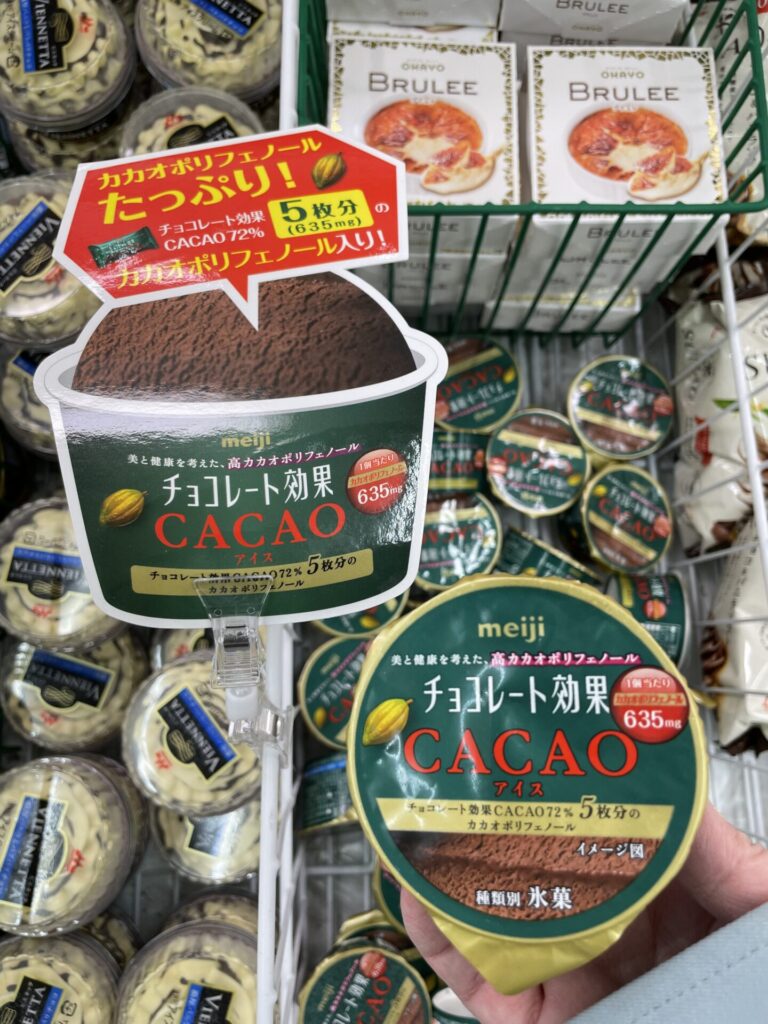 VIENNETTA
OHAYO
BRULEE
OHAYO
BRULEE
カカオポリフェノール
たっぷり!
チョコレート効果
CACAO72%
5枚分
(635mg)
の
カカオポリフェノール入り!
meiji
美と健康を考えた、高カカオポリフェノール
チョコレート効果
CACAO
アイス
1個当たり
カカオポリフェノール
635mg
チョコレート効果CACAO72% 5枚分の
カカオポリフェノール
VIENNETTA
VIENNETTA
VIENNETTA
VIENNETTA
meiji
美と健康を考えた、高カカオポリフェノール
チョコレート効果
CACAO
アイス
1個当たり
カカオポリフェノール
635mg
チョコレート効果CACAO72% 5枚分の
カカオポリフェノール
イメージ図
種類別 氷菓
meiji
CACAO